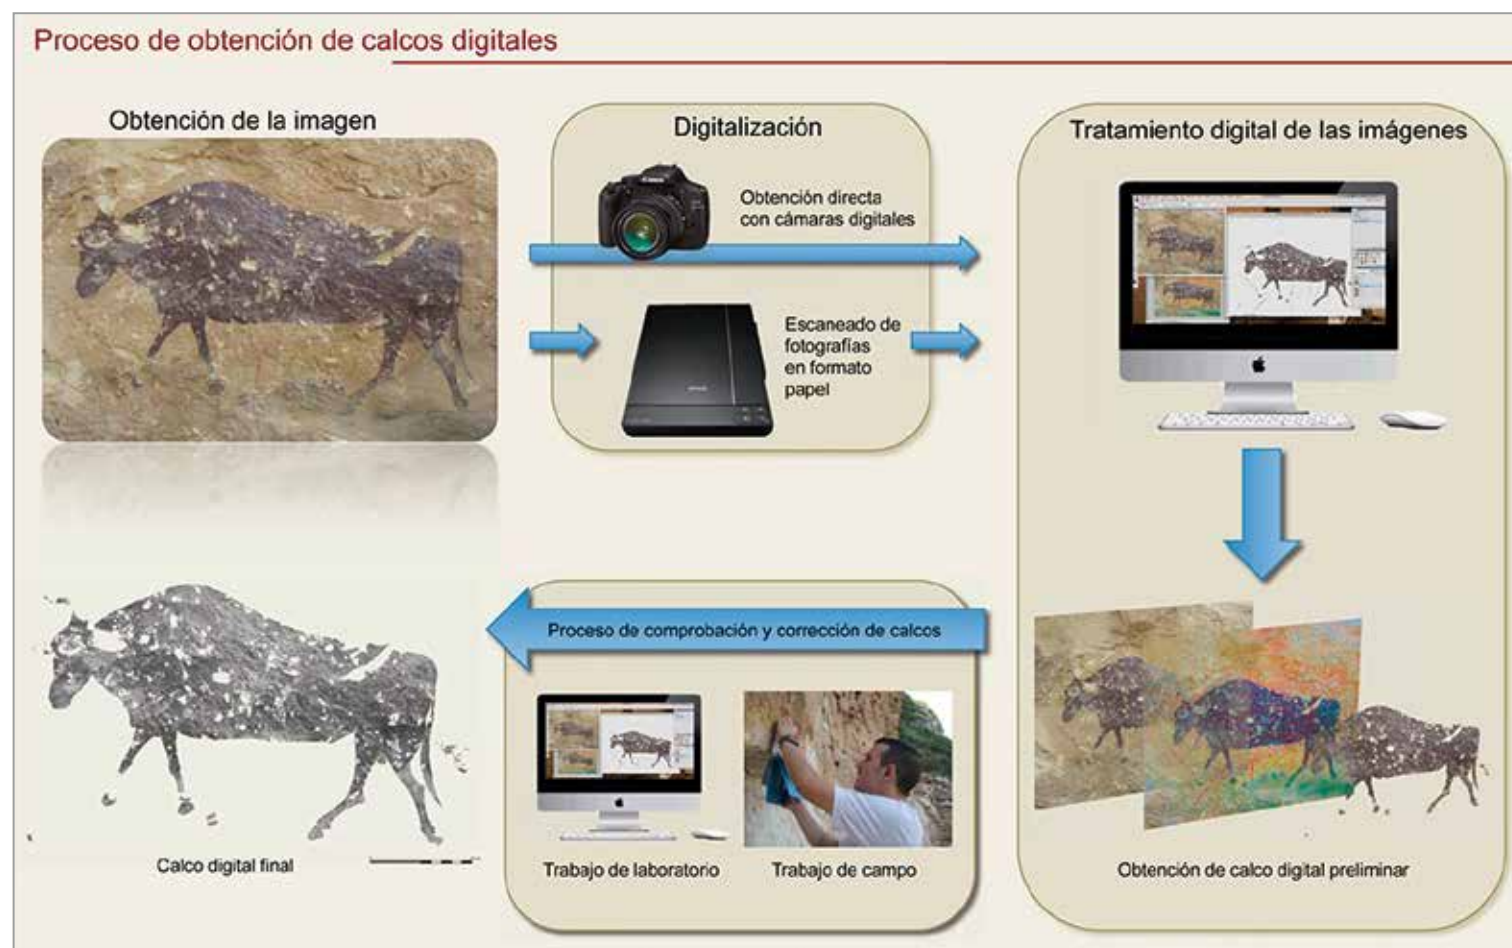 Proceso de obtención de calcos digitales
Obtención de la imagen
Digitalización
Obtención directa
con cámaras digitales
Escaneado de
fotografías
en formato
papel
Tratamiento digital de las imágenes
Obtención de calco digital preliminar
Proceso de comprobación y corrección de calcos
Trabajo de laboratorio
Trabajo de campo
Calco digital final